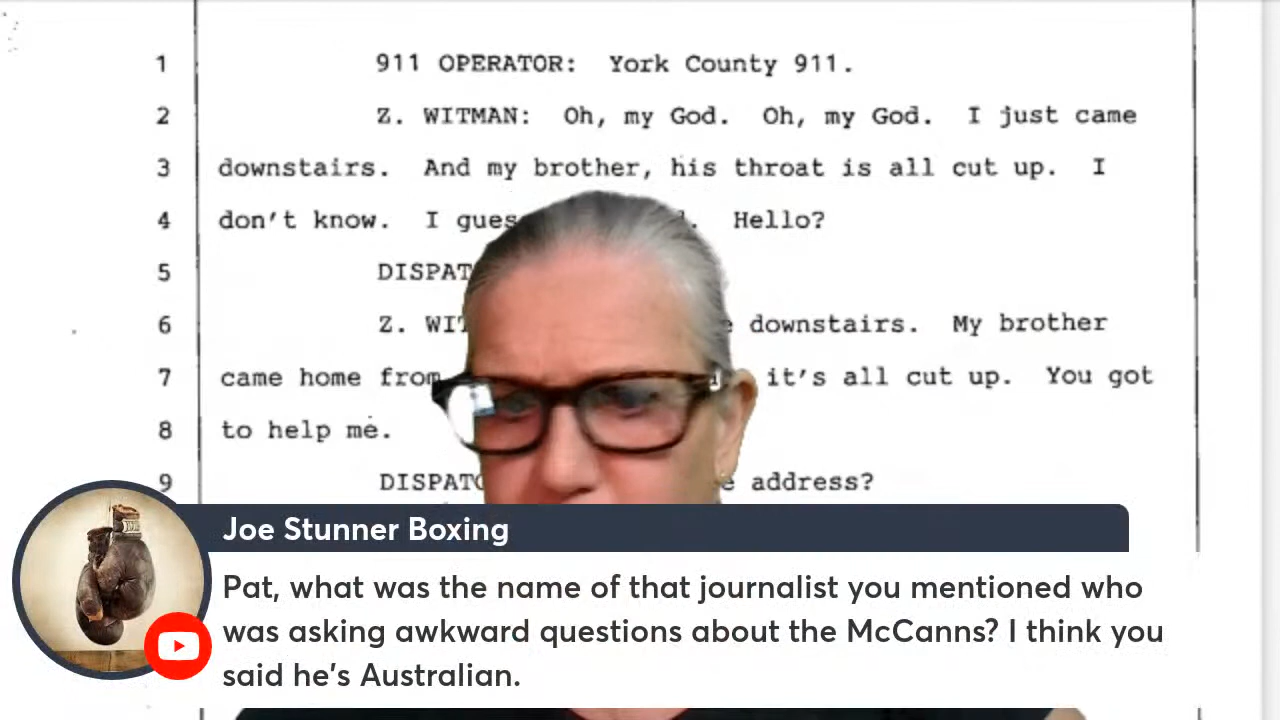 1 911 OPERATOR: York County 911.
2 Z. WITMAN: Oh, my God. Oh, my God. I just came
3 downstairs. And my brother, his throat is all cut up. I
4 don't know. I Hello?
5
6 Z. downstairs. My brother
7 came home from it's all cut up. You got
8 to help me.
9 address?
Joe Stunner Boxing
Pat, what was the name of that journalist you mentioned who
was asking awkward questions about the McCanns? I think you
said he's Australian.